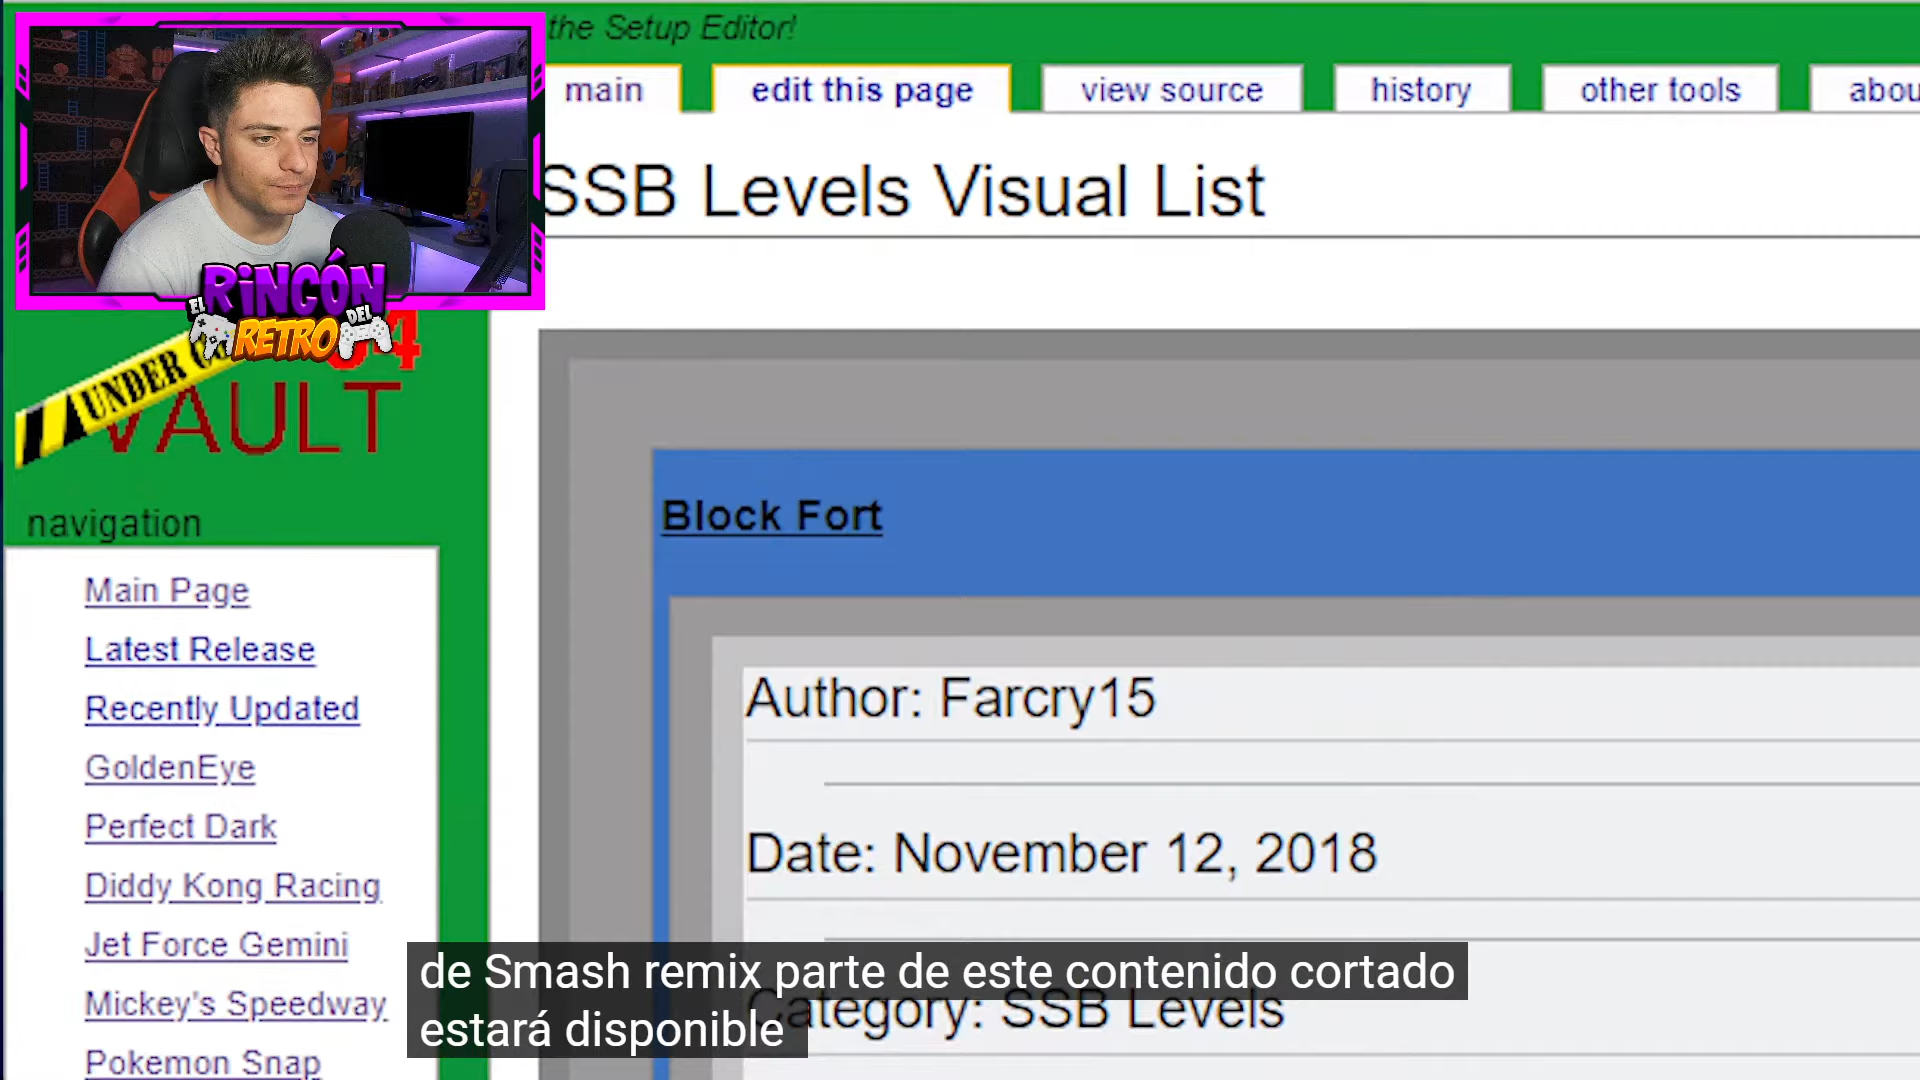 the Setup Editor!
main
edit this page
view source
history
other tools
abou
SSB Levels Visual List
EL
RINCÓN
DEL
RETRO
64
UNDER CO
VAULT
navigation
Main Page
Latest Release
Recently Updated
GoldenEye
Perfect Dark
Diddy Kong Racing
Jet Force Gemini
Mickey's Speedway
Pokemon Snap
Block Fort
Author: Farcry15
Date: November 12, 2018
Category: SSB Levels
de Smash remix parte de este contenido cortado
estará disponible